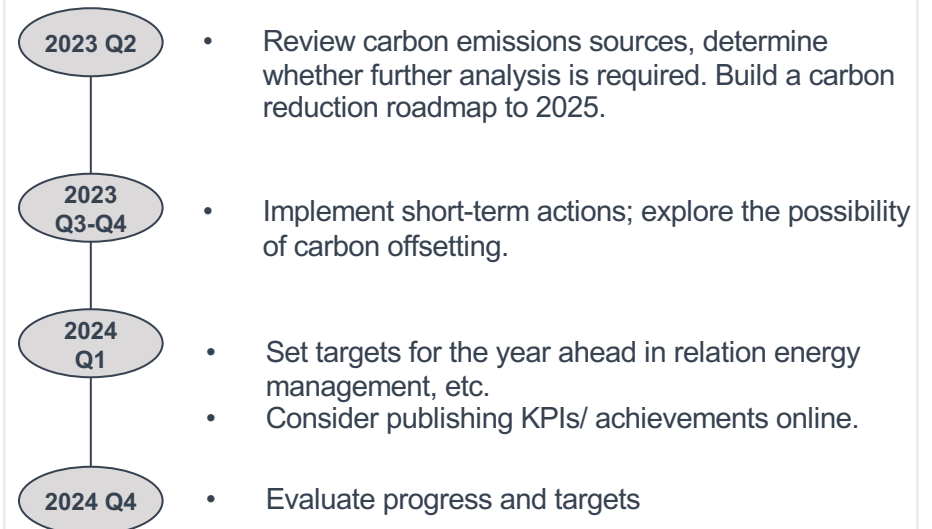 2023 Q2
• Review carbon emissions sources, determine
whether further analysis is required. Build a carbon
reduction roadmap to 2025.
2023
Q3-Q4
• Implement short-term actions; explore the possibility
of carbon offsetting.
2024
Q1
• Set targets for the year ahead in relation energy
management, etc.
• Consider publishing KPIs/ achievements online.
2024 Q4
• Evaluate progress and targets